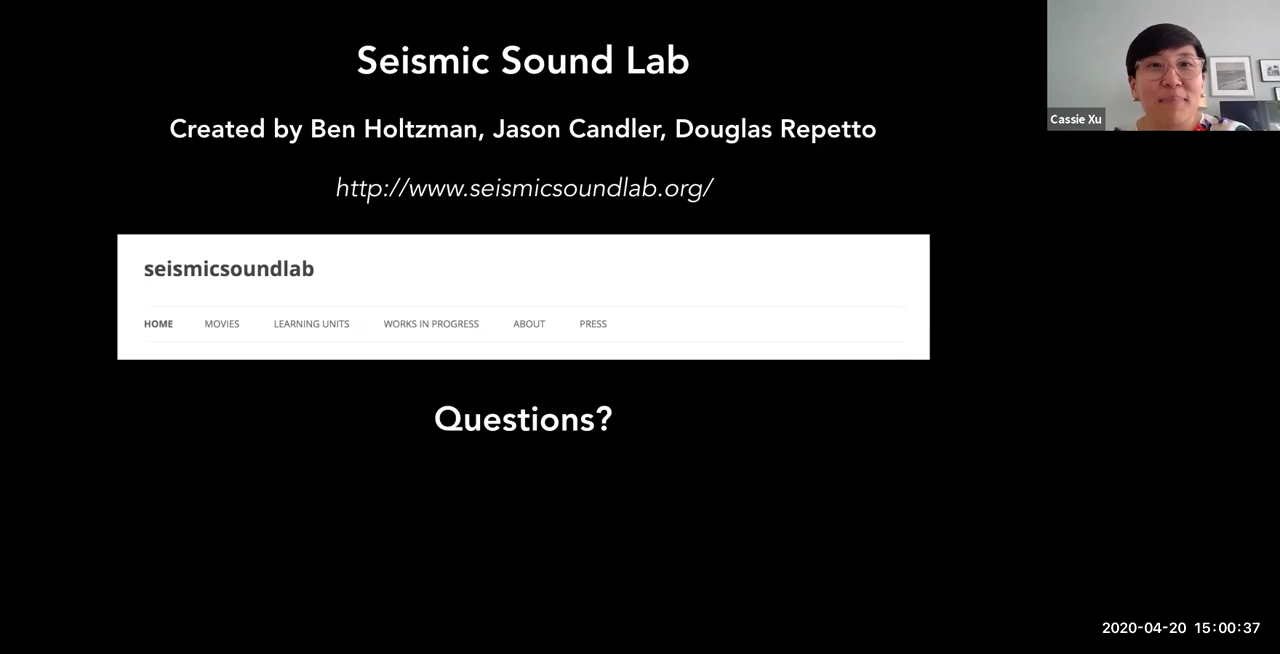 Seismic Sound Lab
Cassie Xu
Created by Ben Holtzman, Jason Candler, Douglas Repetto
http://www.seismicsoundlab.org/
seismicsoundlab
HOME MOVIES LEARNING UNITS WORKS IN PROGRESS ABOUT PRESS
Questions?
2020-04-20 15:00:37